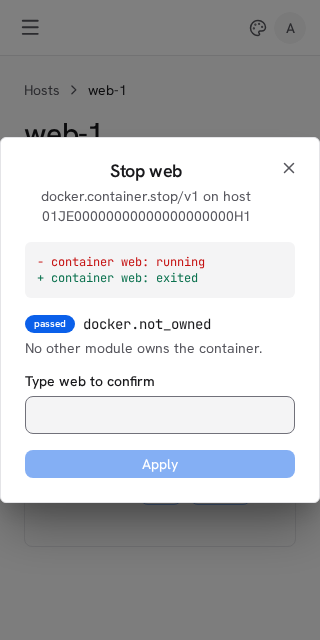 A
Hosts > web-1
web-1
Stop web
docker.container.stop/v1 on host
01JE00000000000000000000H1
- container web: running
+ container web: exited
passed docker.not_owned
No other module owns the container.
Type web to confirm
Apply